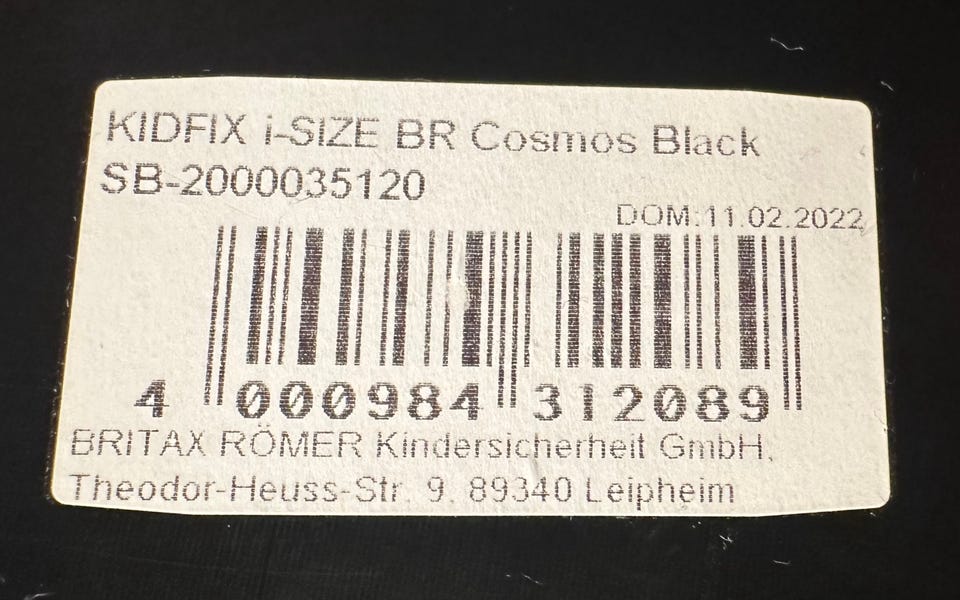 KIDFIX i-SIZE BR Cosmos Black
SB-2000035120
DOM:11.02.2022
4 000984 312089
BRITAX RÖMER Kindersicherheit GmbH,
Theodor-Heuss-Str. 9. 89340 Leipheim